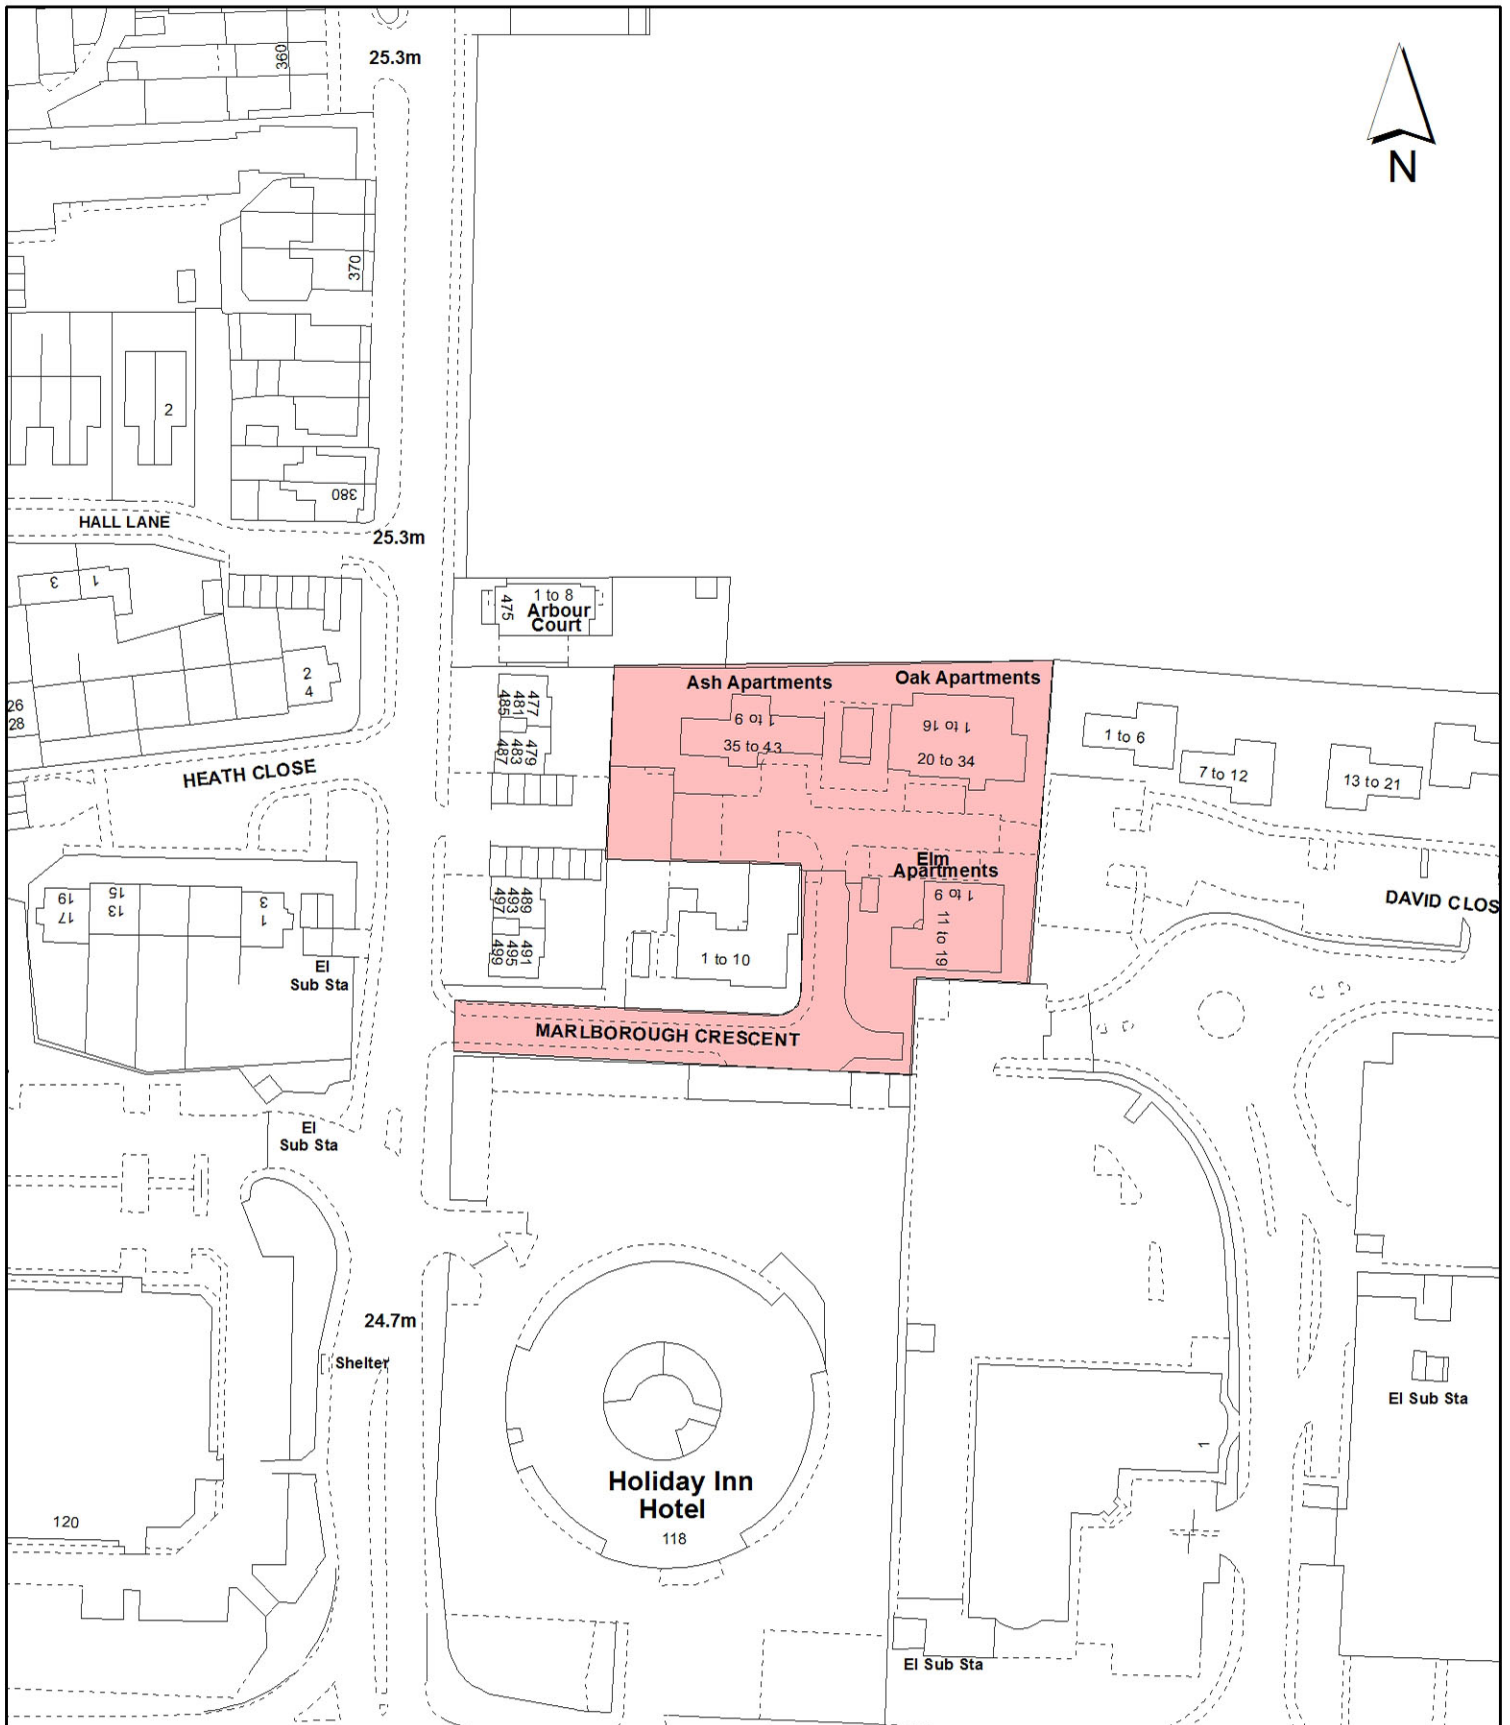 360
25.3m
N
370
2
380
HALL LANE
25.3m
3
1
1 to 8
475
Arbour
Court
2
4
26
28
477
481
485
479
483
487
Ash Apartments
Oak Apartments
1 to 9
35 to 43
1 to 16
20 to 34
1 to 6
7 to 12
13 to 21
HEATH CLOSE
Elm
Apartments
1 to 9
11 to 19
DAVID CLOS
19
17
15
13
3
1
489
493
497
491
495
499
1 to 10
El
Sub Sta
MARLBOROUGH CRESCENT
El
Sub Sta
24.7m
Shelter
El Sub Sta
1
Holiday Inn
Hotel
118
120
El Sub Sta